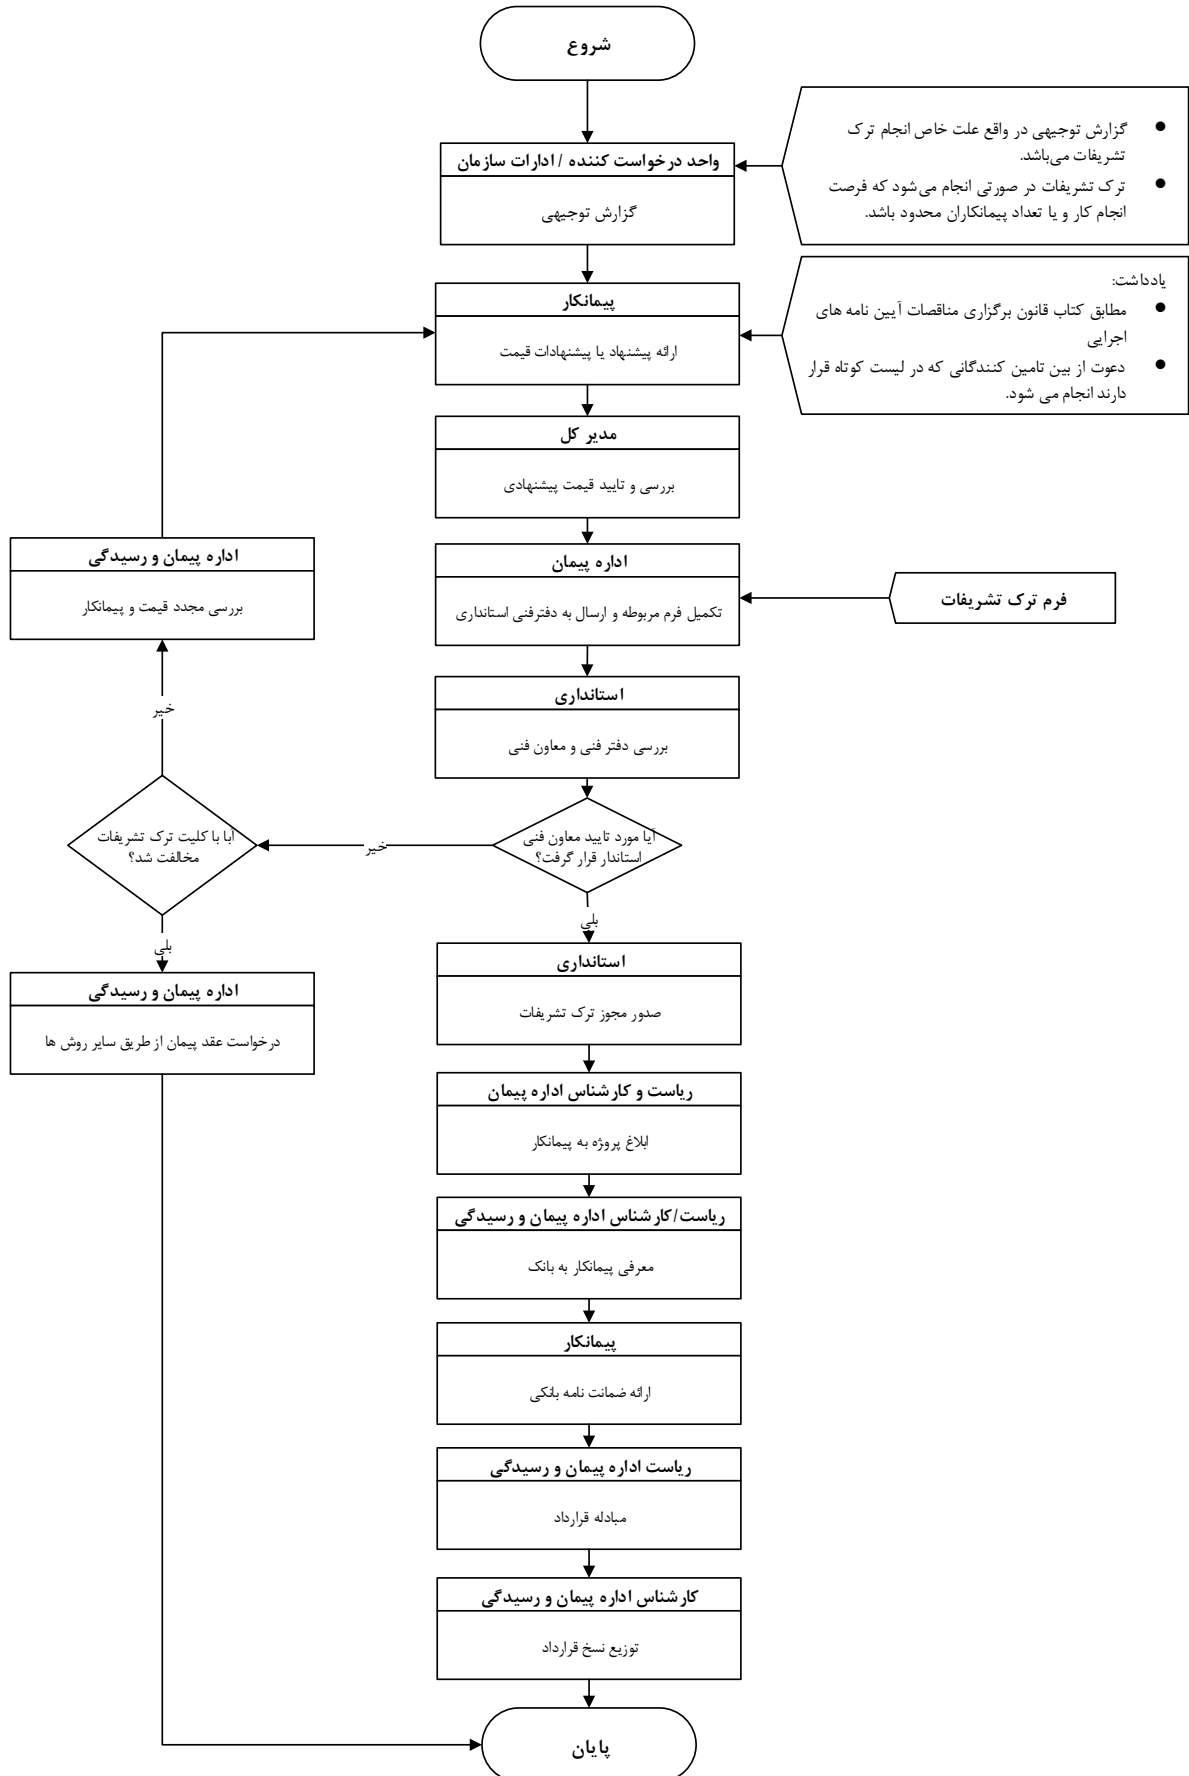 شروع
واحد درخواست کننده / ادارات سازمان
گزارش توجیهی
گزارش توجیهی در واقع علت خاص انجام ترک
تشریفات می‌باشد.
ترک تشریفات در صورتی انجام می‌شود که فرصت
انجام کار و یا تعداد پیمانکاران محدود باشد.
پیمانکار
ارائه پیشنهاد یا پیشنهادات قیمت
یادداشت:
مطابق کتاب قانون برگزاری مناقصات آیین نامه های
اجرایی
دعوت از بین تامین کنندگانی که در لیست کوتاه قرار
دارند انجام می شود.
مدیر کل
بررسی و تایید قیمت پیشنهادی
اداره پیمان
تکمیل فرم مربوطه و ارسال به دفترفنی استانداری
فرم ترک تشریفات
اداره پیمان و رسیدگی
بررسی مجدد قیمت و پیمانکار
استانداری
بررسی دفتر فنی و معاون فنی
خیر
آیا مورد تایید معاون فنی
استاندار قرار گرفت؟
خیر
آیا با کلیت ترک تشریفات
مخالفت شد؟
بلی
بلی
استانداری
صدور مجوز ترک تشریفات
اداره پیمان و رسیدگی
درخواست عقد پیمان از طریق سایر روش ها
ریاست و کارشناس اداره پیمان
ابلاغ پروژه به پیمانکار
ریاست/کارشناس اداره پیمان و رسیدگی
معرفی پیمانکار به بانک
پیمانکار
ارائه ضمانت نامه بانکی
ریاست اداره پیمان و رسیدگی
مبادله قرارداد
کارشناس اداره پیمان و رسیدگی
توزیع نسخ قرارداد
پایان